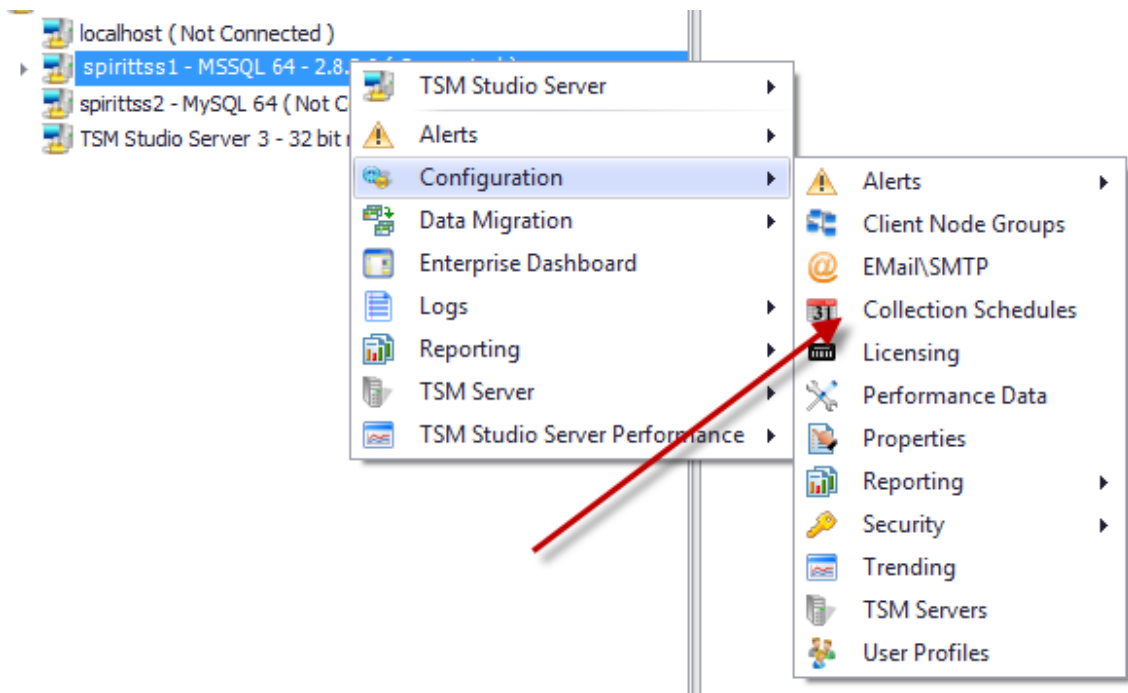 localhost ( Not Connected )
spirittss1 - MSSQL 64 - 2.8.
spirittss2 - MySQL 64 ( Not C
TSM Studio Server 3 - 32 bit
TSM Studio Server
Alerts
Configuration
Data Migration
Enterprise Dashboard
Logs
Reporting
TSM Server
TSM Studio Server Performance
Alerts
Client Node Groups
EMail\SMTP
31
Collection Schedules
Licensing
Performance Data
Properties
Reporting
Security
Trending
TSM Servers
User Profiles